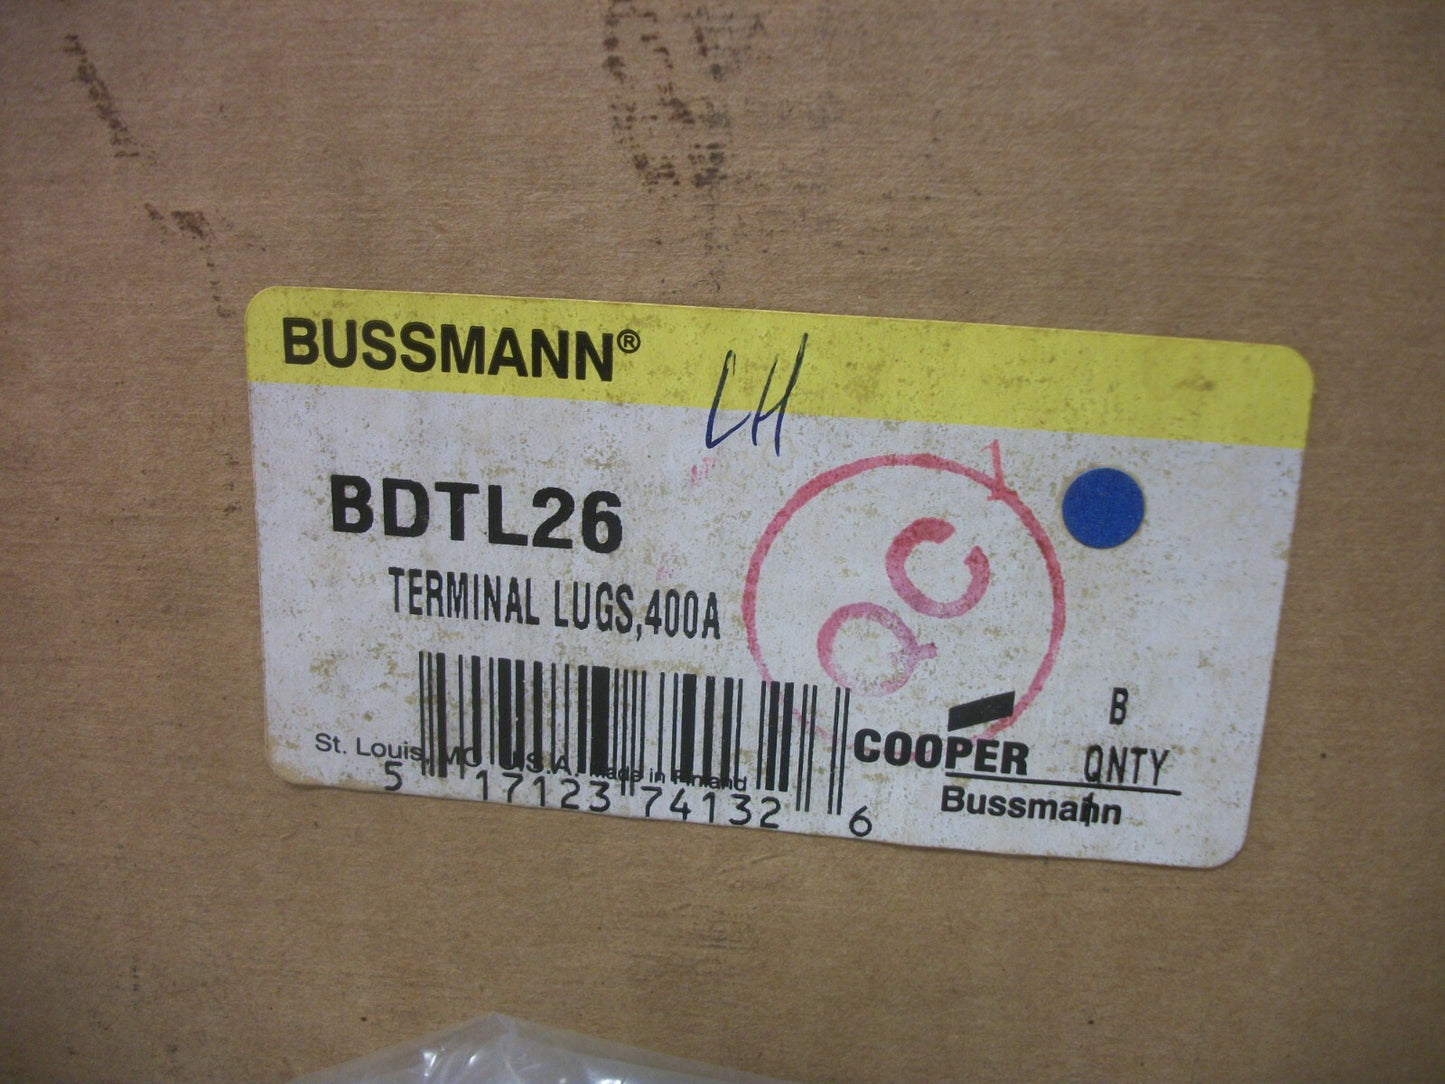 BUSSMANN®
LH
BDTL26
QC
TERMINAL LUGS,400A
B
COOPER QNTY
St. Louis, MO U.S.A. Made in Finland
Bussmann
1
5 17123 74132 6